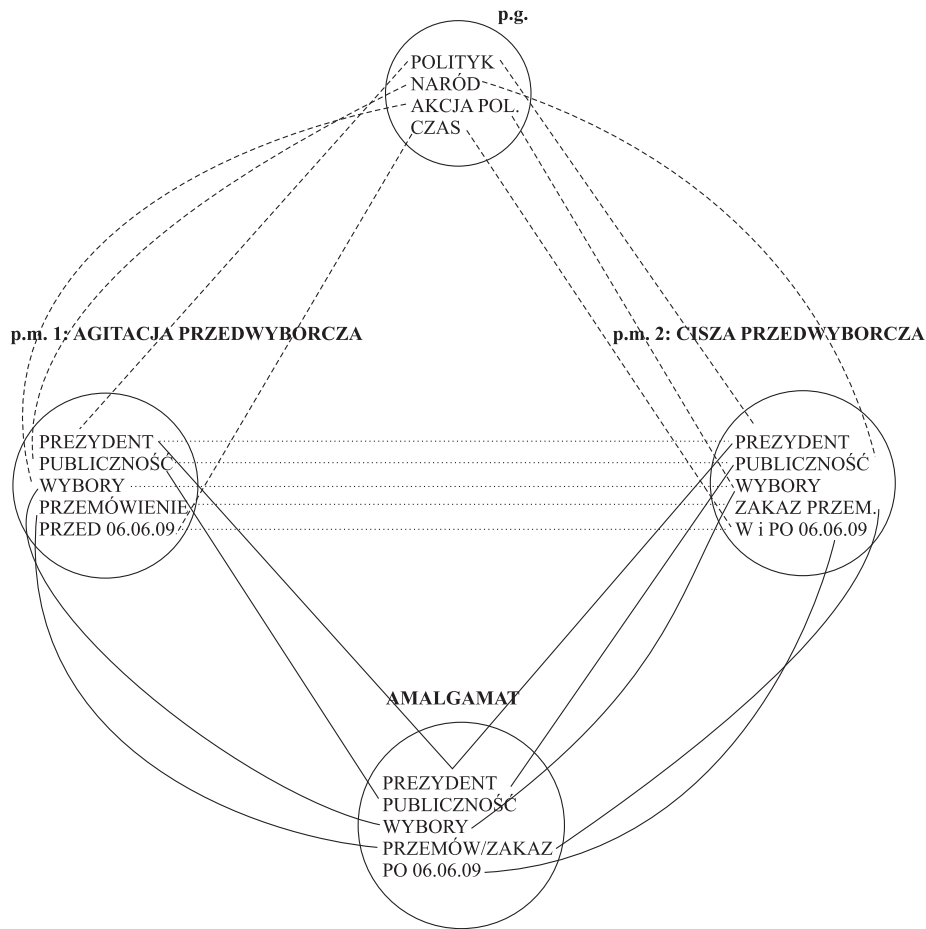 p.g.
POLITYK
NARÓD
AKCJA POL.
CZAS
p.m. 1: AGITACJA PRZEDWYBORCZA
p.m. 2: CISZA PRZEDWYBORCZA
PREZYDENT
PUBLICZNOŚĆ
WYBORY
PRZEMÓWIENIE
PRZED 06.06.09
PREZYDENT
PUBLICZNOŚĆ
WYBORY
ZAKAZ PRZEM.
W i PO 06.06.09
AMALGAMAT
PREZYDENT
PUBLICZNOŚĆ
WYBORY
PRZEMÓW/ZAKAZ
PO 06.06.09